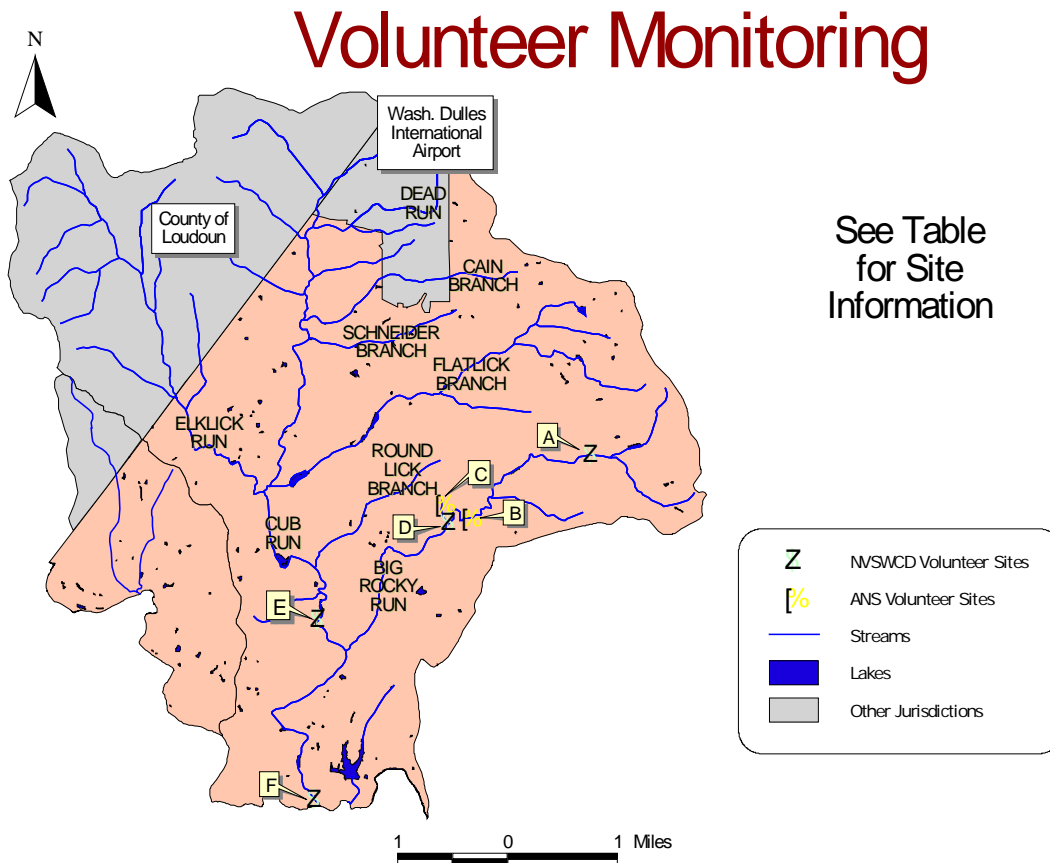 Volunteer Monitoring
N
Wash. Dulles
International
Airport
DEAD
RUN
County of
Loudoun
See Table
for Site
Information
CAIN
BRANCH
SCHNEIDER
BRANCH
FLATLICK
BRANCH
ELKLICK
RUN
A
Z
ROUND
LICK
BRANCH
C
[%
B
[%
D
Z
CUB
RUN
BIG
ROCKY
RUN
E
Z
F
Z
Z NVSWCD Volunteer Sites
[% ANS Volunteer Sites
Streams
Lakes
Other Jurisdictions
1 0 1 Miles